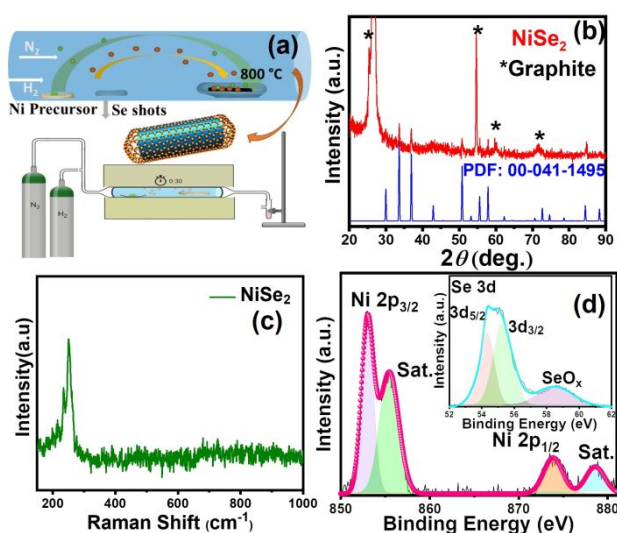 (a)
N₂
H₂
800 °C
Ni Precursor
Se shots
0:30
N₂
H₂
(b)
NiSe₂
*Graphite
* * * *
PDF: 00-041-1495
Intensity (a.u.)
20 30 40 50 60 70 80 90
2θ (deg.)
(c)
NiSe₂
Intensity(a.u)
200 400 600 800 1000
Raman Shift (cm⁻¹)
(d)
Ni 2p₃/₂
Sat.
Ni 2p₁/₂
Sat.
Intensity (a.u.)
850 860 870 880
Binding Energy (eV)
Se 3d
3d₅/₂
3d₃/₂
SeOₓ
Intensity (a.u.)
52 54 56 58 60 62
Binding Energy (eV)